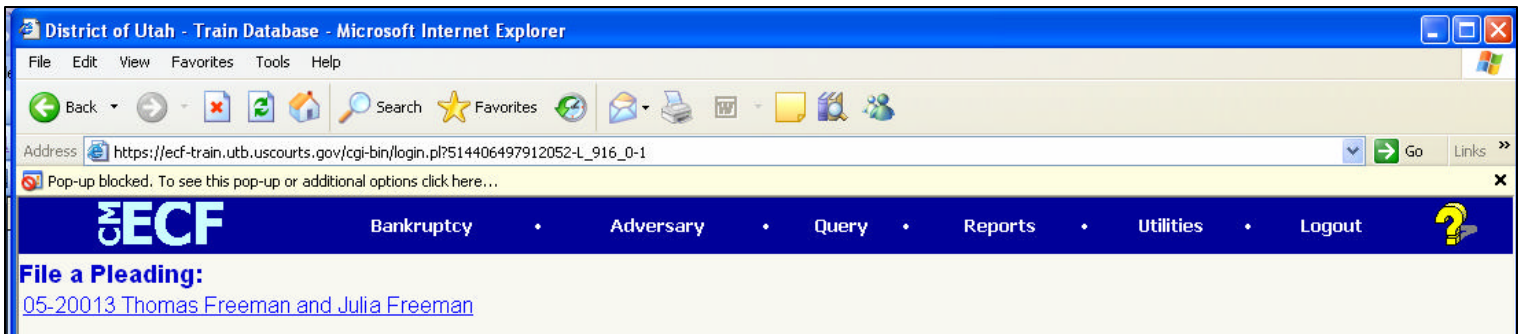 District of Utah - Train Database - Microsoft Internet Explorer
File Edit View Favorites Tools Help
Back Search Favorites
Address https://ecf-train.utb.uscourts.gov/cgi-bin/login.pl?514406497912052-L_916_0-1 Go Links »
Pop-up blocked. To see this pop-up or additional options click here...
CM ECF Bankruptcy • Adversary • Query • Reports • Utilities • Logout ?
File a Pleading:
05-20013 Thomas Freeman and Julia Freeman